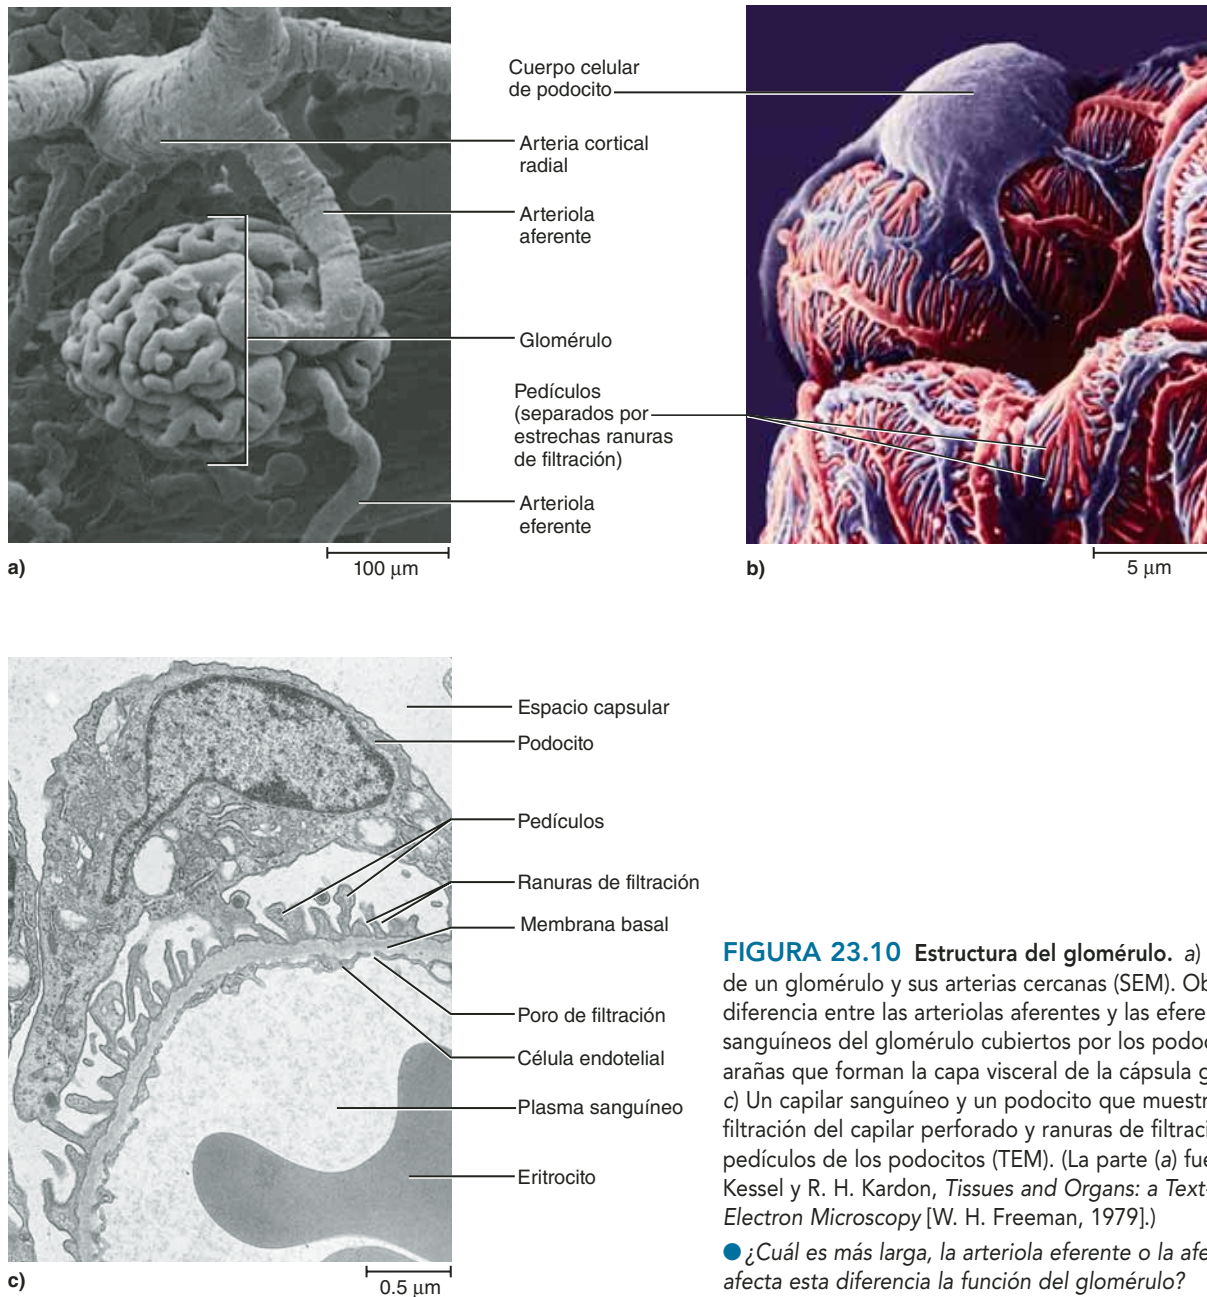 Cuerpo celular
de podocito
Arteria cortical
radial
Arteriola
aferente
Glomérulo
Pedículos
(separados por
estrechas ranuras
de filtración)
Arteriola
eferente
a)
100 µm
b)
5 µm
Espacio capsular
Podocito
Pedículos
Ranuras de filtración
Membrana basal
Poro de filtración
Célula endotelial
Plasma sanguíneo
Eritrocito
c)
0.5 µm
FIGURA 23.10 Estructura del glomérulo. a)
de un glomérulo y sus arterias cercanas (SEM). Ob
diferencia entre las arteriolas aferentes y las efere
sanguíneos del glomérulo cubiertos por los podoc
arañas que forman la capa visceral de la cápsula g
c) Un capilar sanguíneo y un podocito que muestr
filtración del capilar perforado y ranuras de filtraci
pedículos de los podocitos (TEM). (La parte (a) fue
Kessel y R. H. Kardon, Tissues and Organs: a Text-
Electron Microscopy [W. H. Freeman, 1979].)
● ¿Cuál es más larga, la arteriola eferente o la afe
afecta esta diferencia la función del glomérulo?